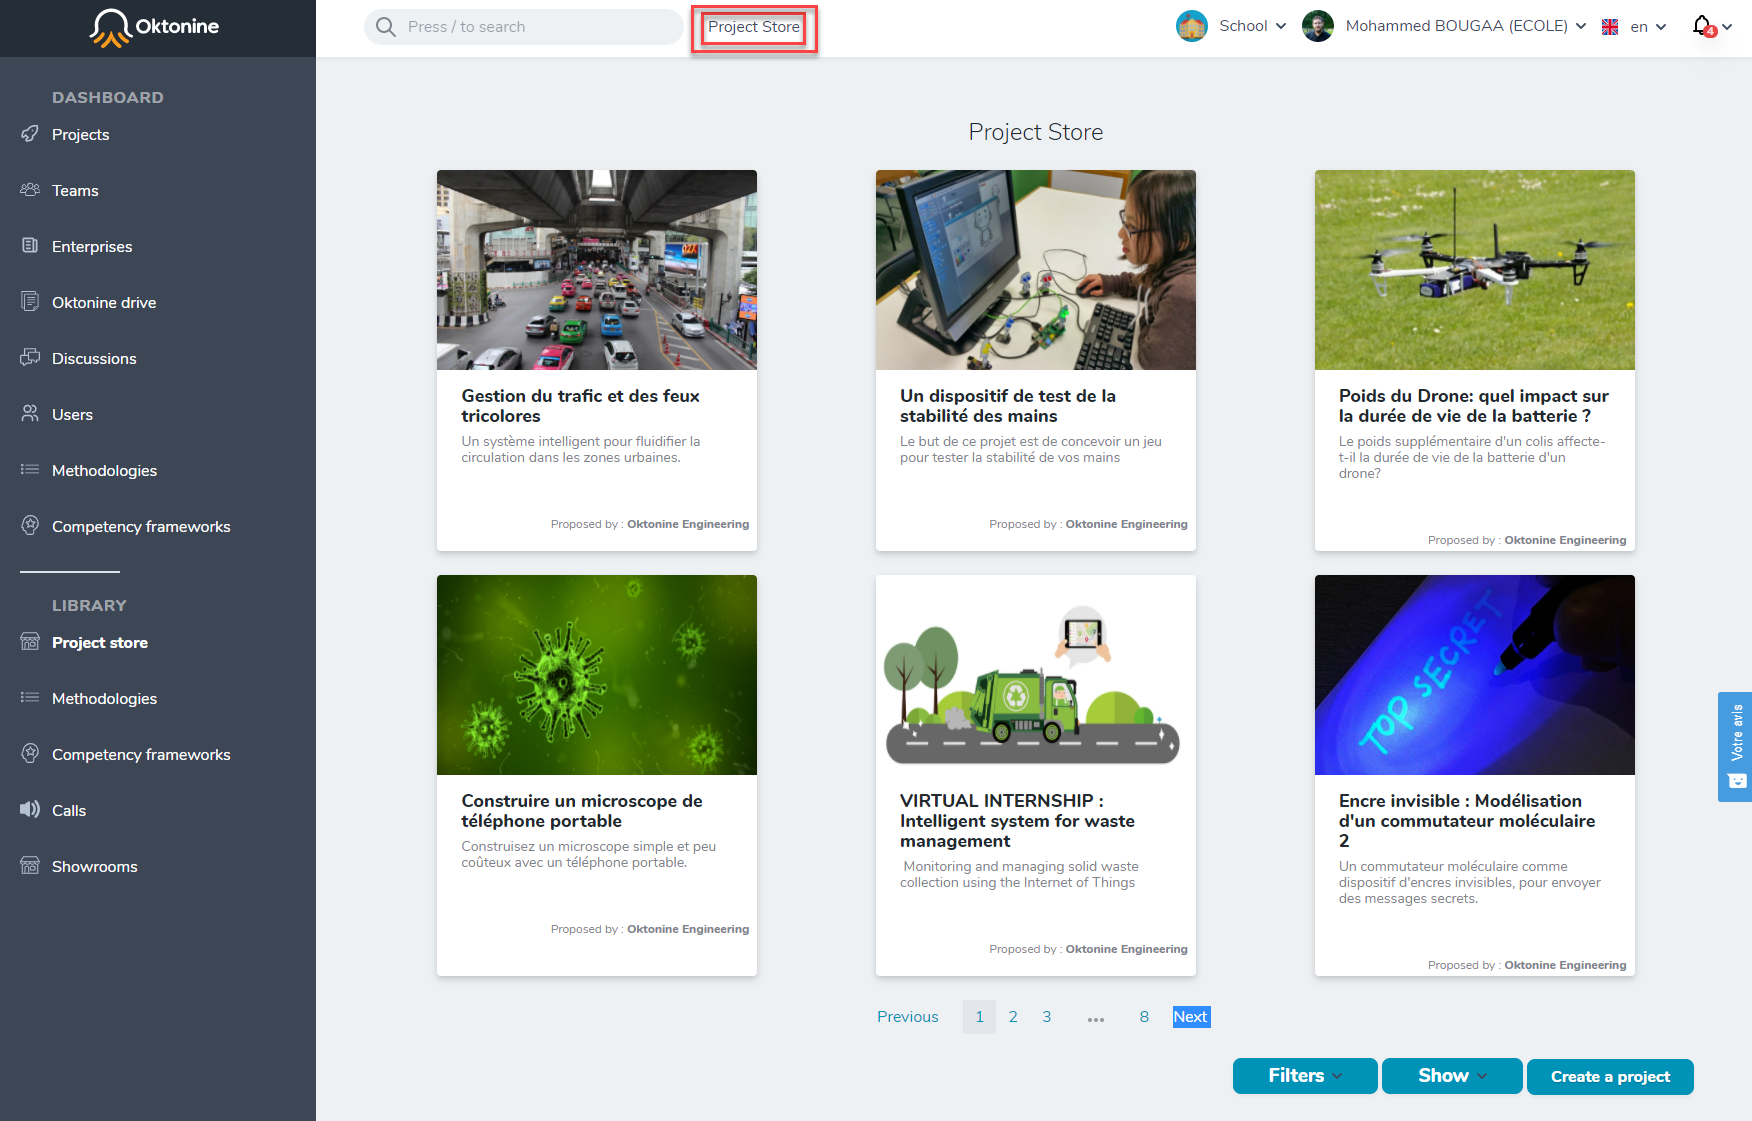 Oktonine
Press / to search
Project Store
School
Mohammed BOUGAA (ECOLE)
en
4
DASHBOARD
Projects
Teams
Enterprises
Oktonine drive
Discussions
Users
Methodologies
Competency frameworks
LIBRARY
Project store
Methodologies
Competency frameworks
Calls
Showrooms
Project Store
Gestion du trafic et des feux
tricolores
Un système intelligent pour fluidifier la
circulation dans les zones urbaines.
Proposed by : Oktonine Engineering
Un dispositif de test de la
stabilité des mains
Le but de ce projet est de concevoir un jeu
pour tester la stabilité de vos mains
Proposed by : Oktonine Engineering
Poids du Drone: quel impact sur
la durée de vie de la batterie ?
Le poids supplémentaire d'un colis affecte-
t-il la durée de vie de la batterie d'un
drone?
Proposed by : Oktonine Engineering
Construire un microscope de
téléphone portable
Construisez un microscope simple et peu
coûteux avec un téléphone portable.
Proposed by : Oktonine Engineering
VIRTUAL INTERNSHIP :
Intelligent system for waste
management
Monitoring and managing solid waste
collection using the Internet of Things
Proposed by : Oktonine Engineering
TOP SECRET
Encre invisible : Modélisation
d'un commutateur moléculaire
2
Un commutateur moléculaire comme
dispositif d'encres invisibles, pour envoyer
des messages secrets.
Proposed by : Oktonine Engineering
Votre avis
Previous 1 2 3 ... 8 Next
Filters
Show
Create a project